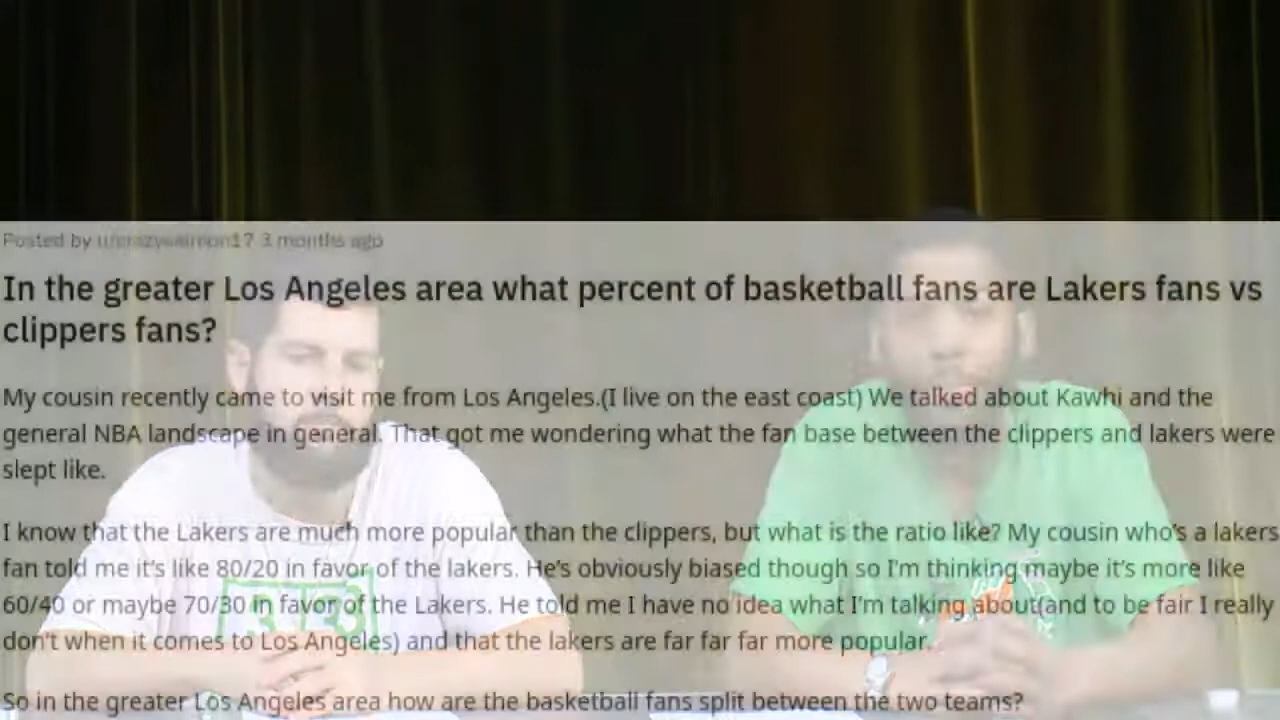 Posted by u/crazysalmon17 3 months ago
In the greater Los Angeles area what percent of basketball fans are Lakers fans vs
clippers fans?
My cousin recently came to visit me from Los Angeles.(I live on the east coast) We talked about Kawhi and the
general NBA landscape in general. That got me wondering what the fan base between the clippers and lakers were
slept like.
I know that the Lakers are much more popular than the clippers, but what is the ratio like? My cousin who's a lakers
fan told me it's like 80/20 in favor of the lakers. He's obviously biased though so I'm thinking maybe it's more like
60/40 or maybe 70/30 in favor of the Lakers. He told me I have no idea what I'm talking about(and to be fair I really
don't when it comes to Los Angeles) and that the lakers are far far far more popular.
So in the greater Los Angeles area how are the basketball fans split between the two teams?